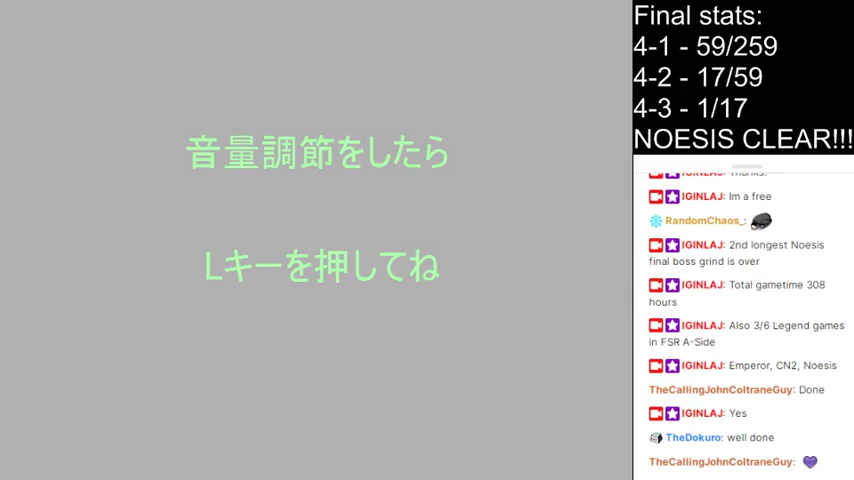 音量調節をしたら
Lキーを押してね
Final stats:
4-1 - 59/259
4-2 - 17/59
4-3 - 1/17
NOESIS CLEAR!!!
IGINLAJ: Thanks!
IGINLAJ: Im a free
RandomChaos_:
IGINLAJ: 2nd longest Noesis
final boss grind is over
IGINLAJ: Total gametime 308
hours
IGINLAJ: Also 3/6 Legend games
in FSR A-Side
IGINLAJ: Emperor, CN2, Noesis
TheCallingJohnColtraneGuy: Done
IGINLAJ: Yes
TheDokuro: well done
TheCallingJohnColtraneGuy: